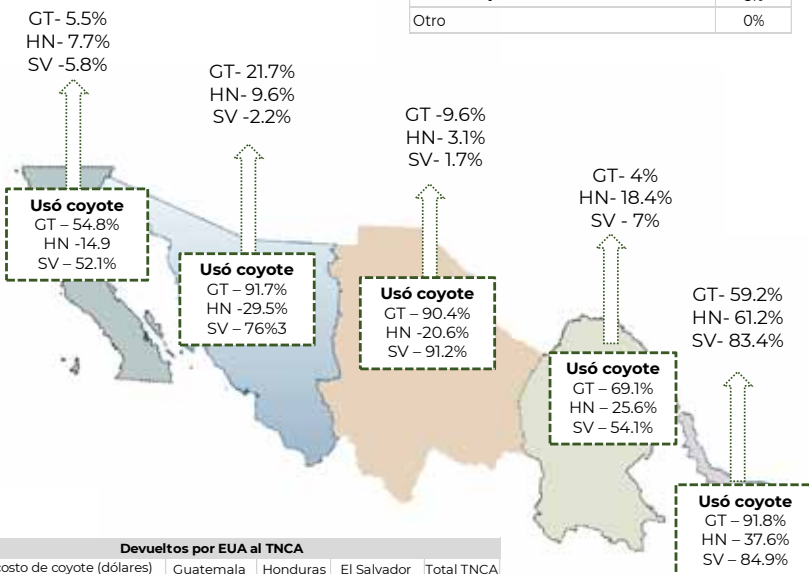 Otro 0%
GT- 5.5%
HN- 7.7%
SV -5.8%
GT- 21.7%
HN- 9.6%
SV -2.2%
GT -9.6%
HN- 3.1%
SV- 1.7%
GT- 4%
HN- 18.4%
SV - 7%
GT- 59.2%
HN- 61.2%
SV- 83.4%
Usó coyote
GT – 54.8%
HN -14.9
SV – 52.1%
Usó coyote
GT – 91.7%
HN -29.5%
SV – 76%3
Usó coyote
GT – 90.4%
HN -20.6%
SV – 91.2%
Usó coyote
GT – 69.1%
HN – 25.6%
SV – 54.1%
Usó coyote
GT – 91.8%
HN – 37.6%
SV – 84.9%
Devueltos por EUA al TNCA
costo de coyote (dólares) Guatemala Honduras El Salvador Total TNCA